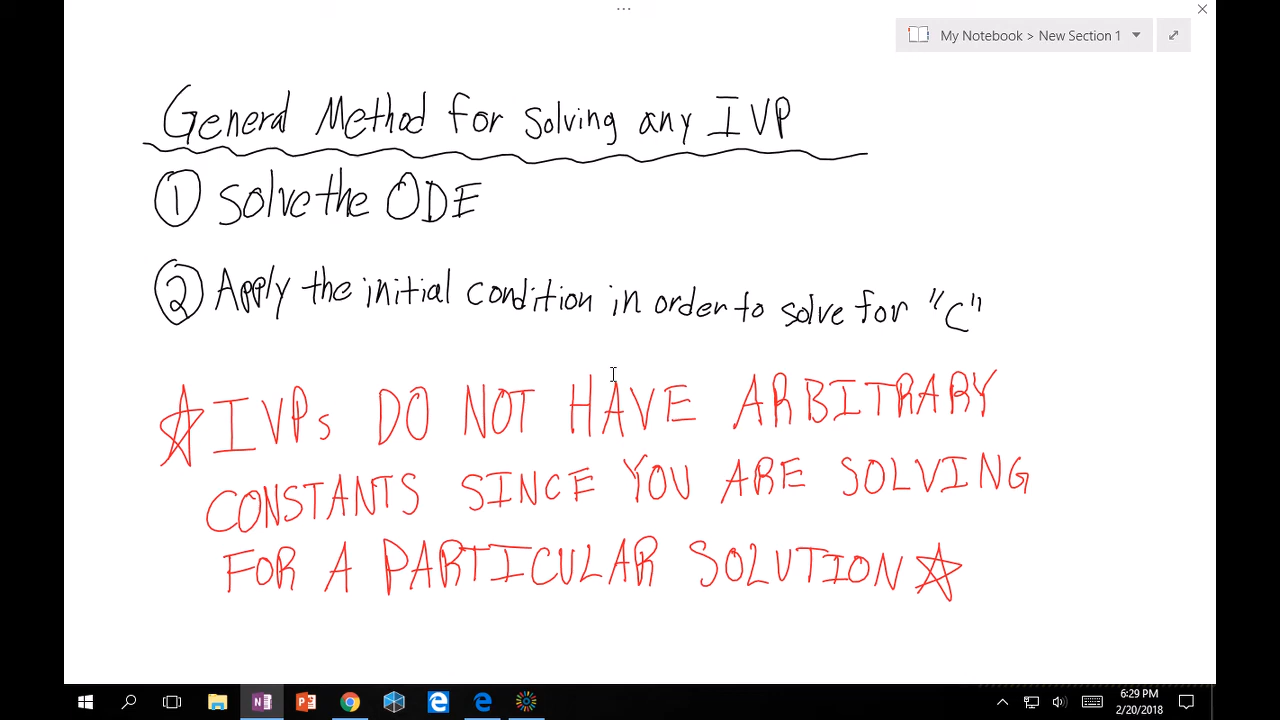 ...
My Notebook > New Section 1
General Method for Solving any IVP
① Solve the ODE
② Apply the initial condition in order to solve for "C"
☆ IVPs DO NOT HAVE ARBITRARY
CONSTANTS SINCE YOU ARE SOLVING
FOR A PARTICULAR SOLUTION ☆
6:29 PM
2/20/2018